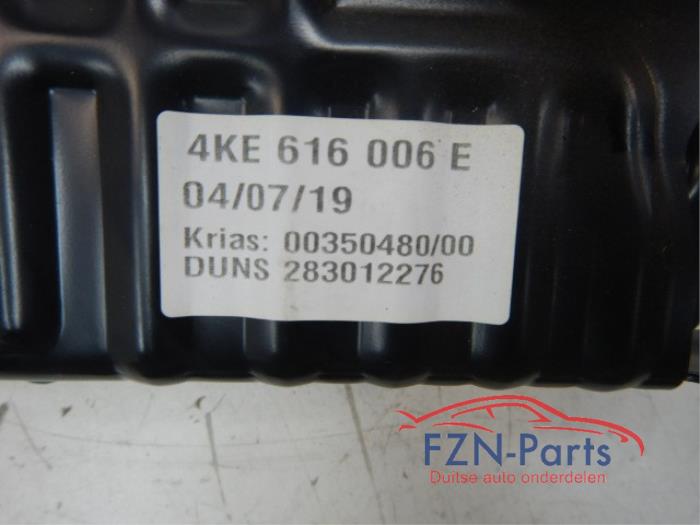 4KE 616 006 E
04/07/19
Krias: 00350480/00
DUNS 283012276
FZN-Parts
Duitse auto onderdelen